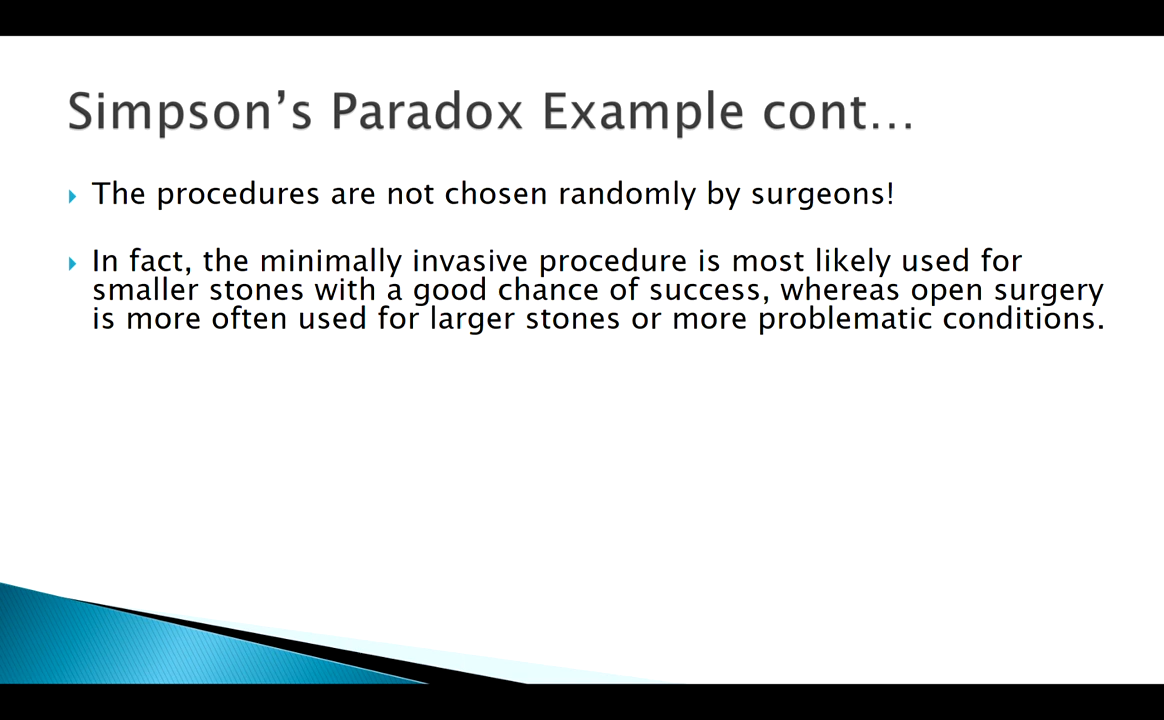 Simpson’s Paradox Example cont…
The procedures are not chosen randomly by surgeons!
In fact, the minimally invasive procedure is most likely used for
smaller stones with a good chance of success, whereas open surgery
is more often used for larger stones or more problematic conditions.